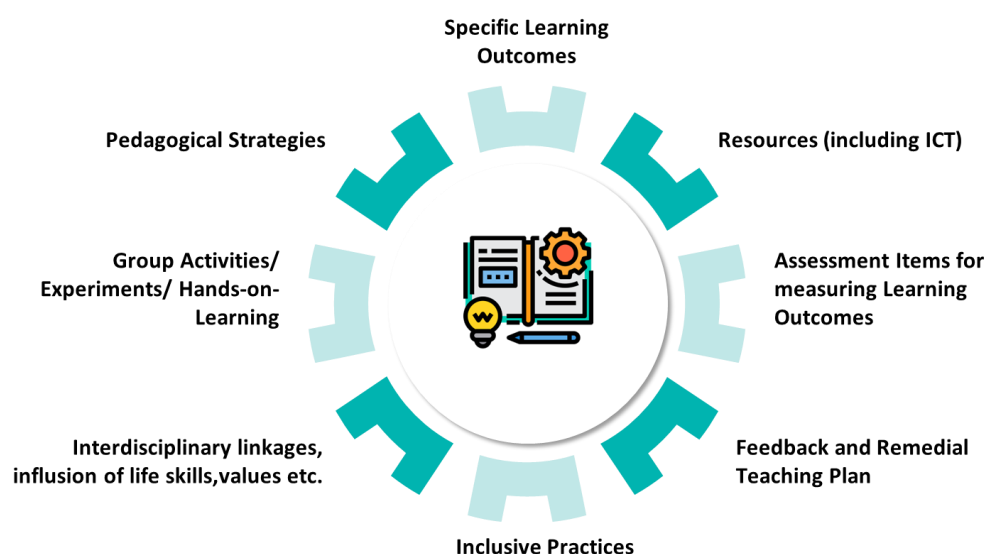 Specific Learning
Outcomes
Pedagogical Strategies
Resources (including ICT)
Group Activities/
Experiments/ Hands-on-
Learning
Assessment Items for
measuring Learning
Outcomes
Interdisciplinary linkages,
influsion of life skills,values etc.
Feedback and Remedial
Teaching Plan
Inclusive Practices